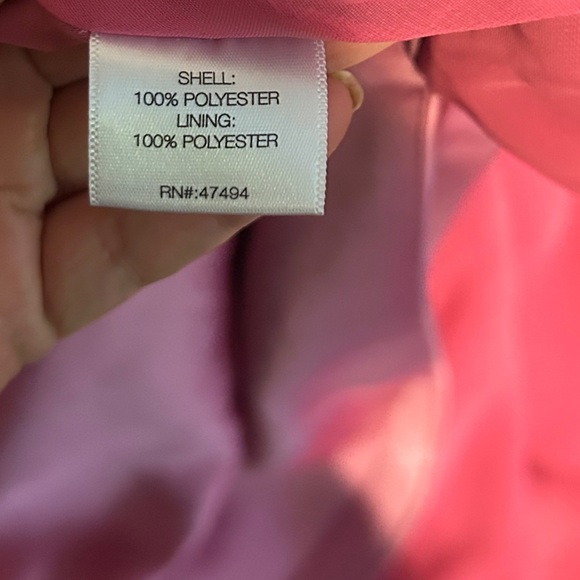 SHELL:
100% POLYESTER
LINING:
100% POLYESTER
RN#:47494